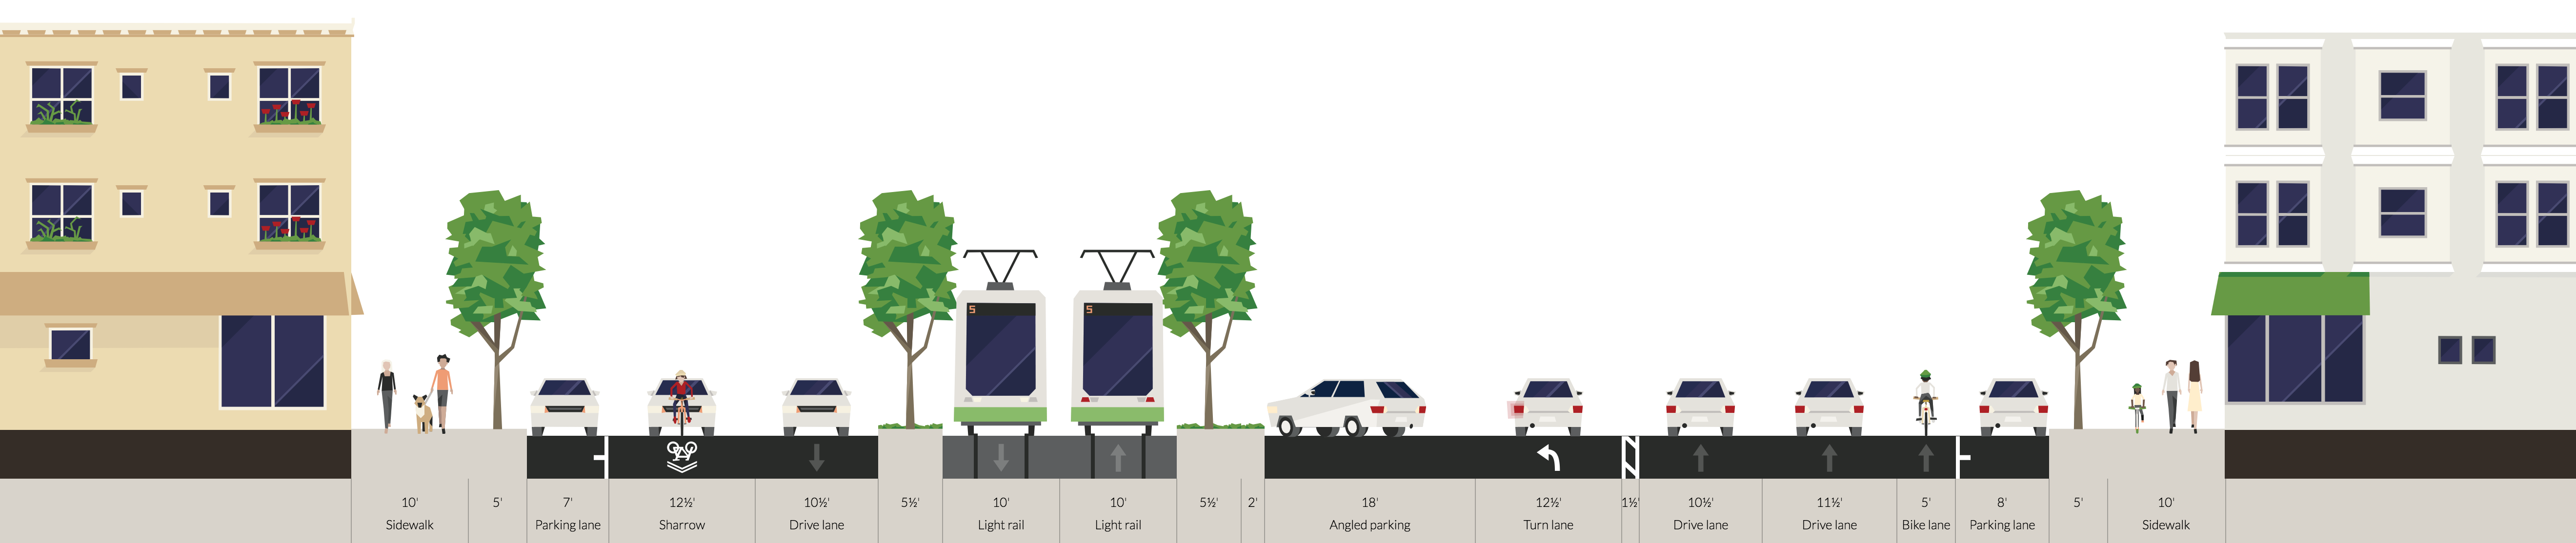 S
S
10' 5' 7' 12½' 10½' 5½' 10' 10' 5½' 2' 18' 12½' 1½' 10½' 11½' 5' 8' 5' 10'
Sidewalk Parking lane Sharrow Drive lane Light rail Light rail Angled parking Turn lane Drive lane Drive lane Bike lane Parking lane Sidewalk